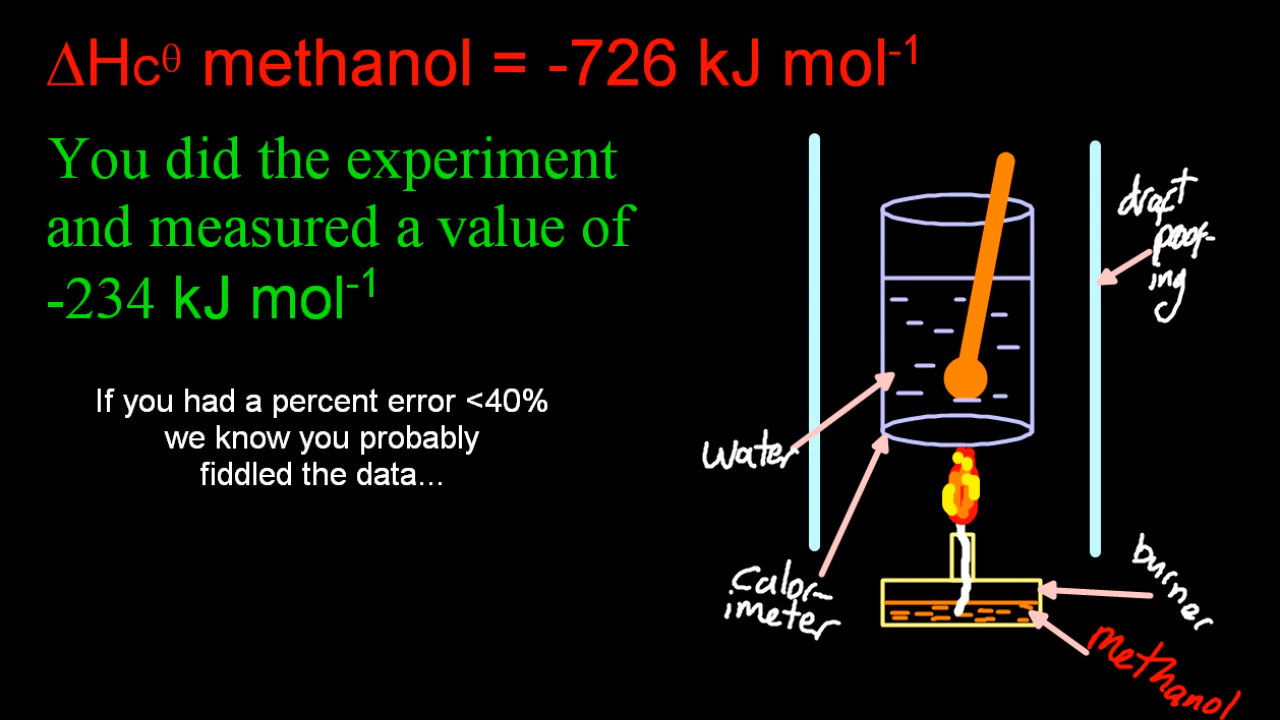 ΔHcθ methanol = -726 kJ mol-1
You did the experiment
and measured a value of
-234 kJ mol-1
If you had a percent error <40%
we know you probably
fiddled the data...
draft
proof-
ing
water
calor-
imeter
burner
methanol